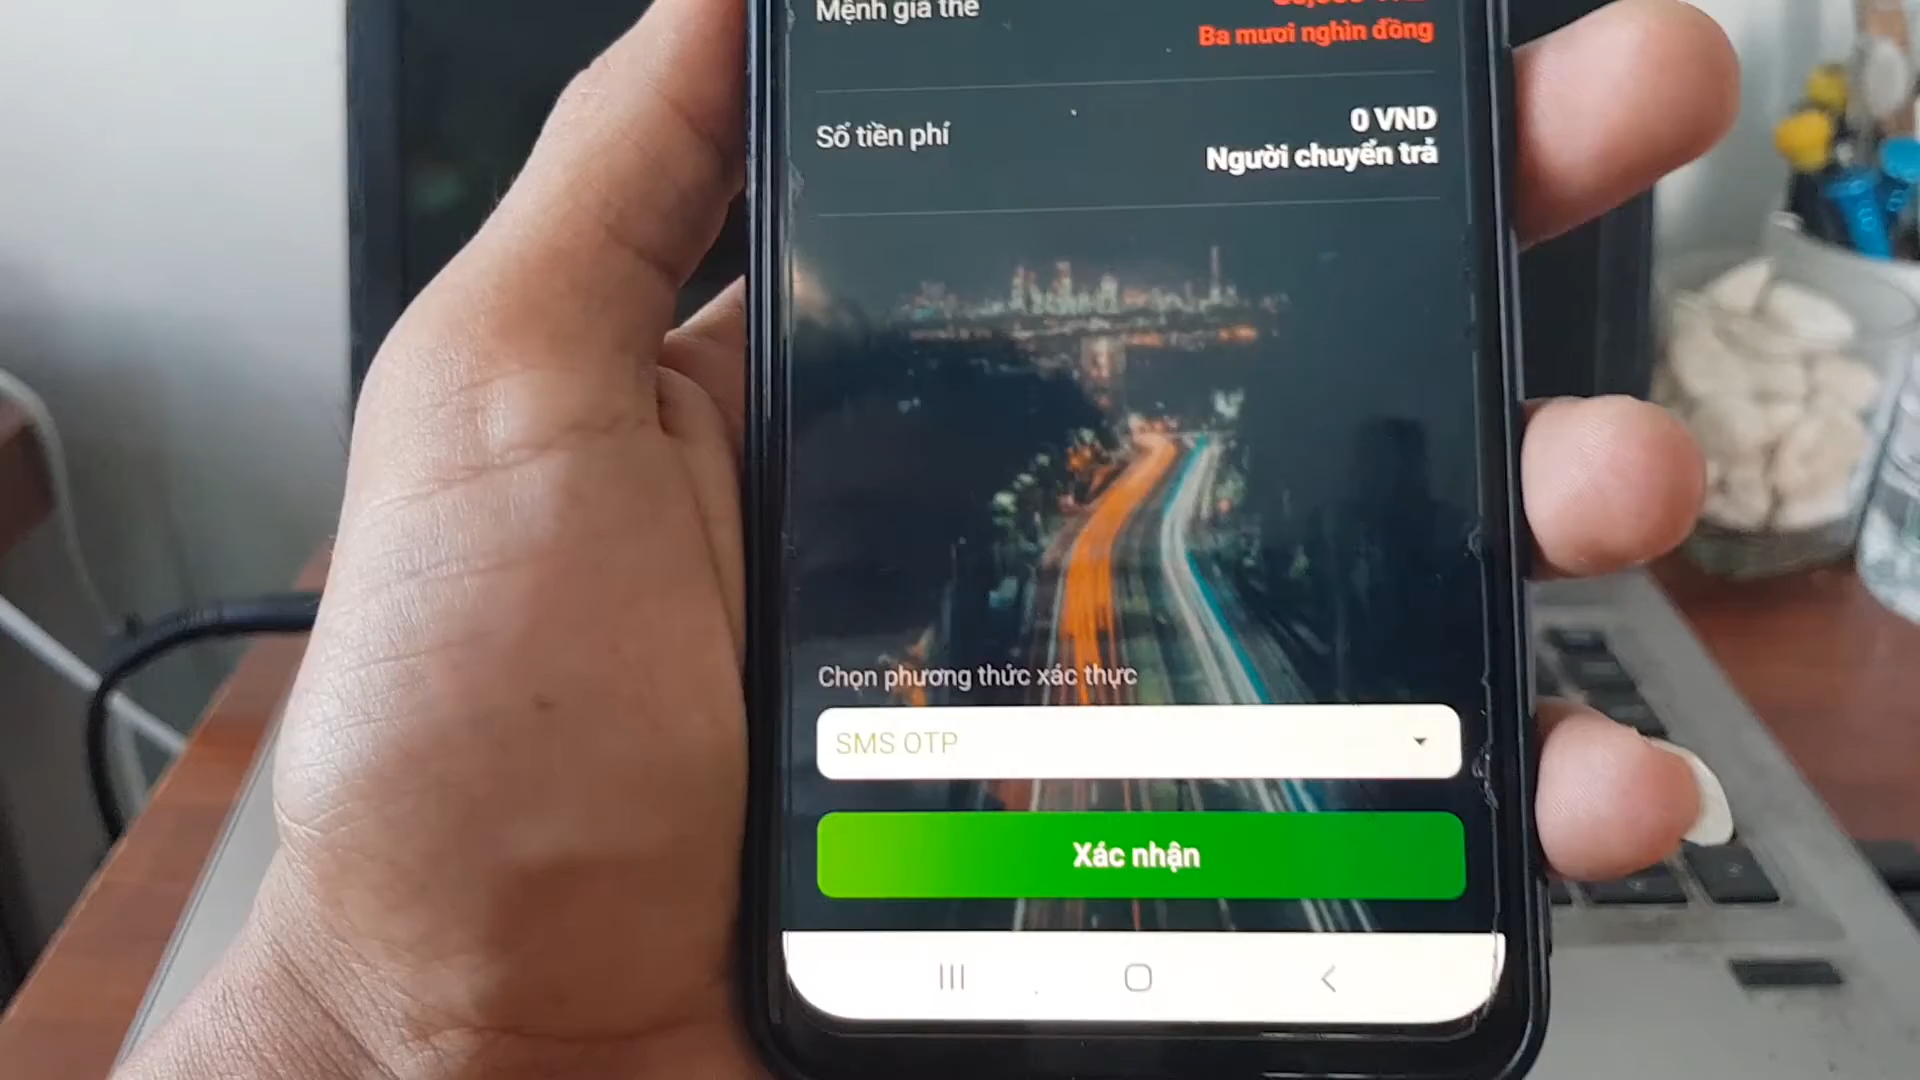 Mệnh giá thẻ
Ba mươi nghìn đồng
Số tiền phí
0 VND
Người chuyển trả
Chọn phương thức xác thực
SMS OTP
Xác nhận